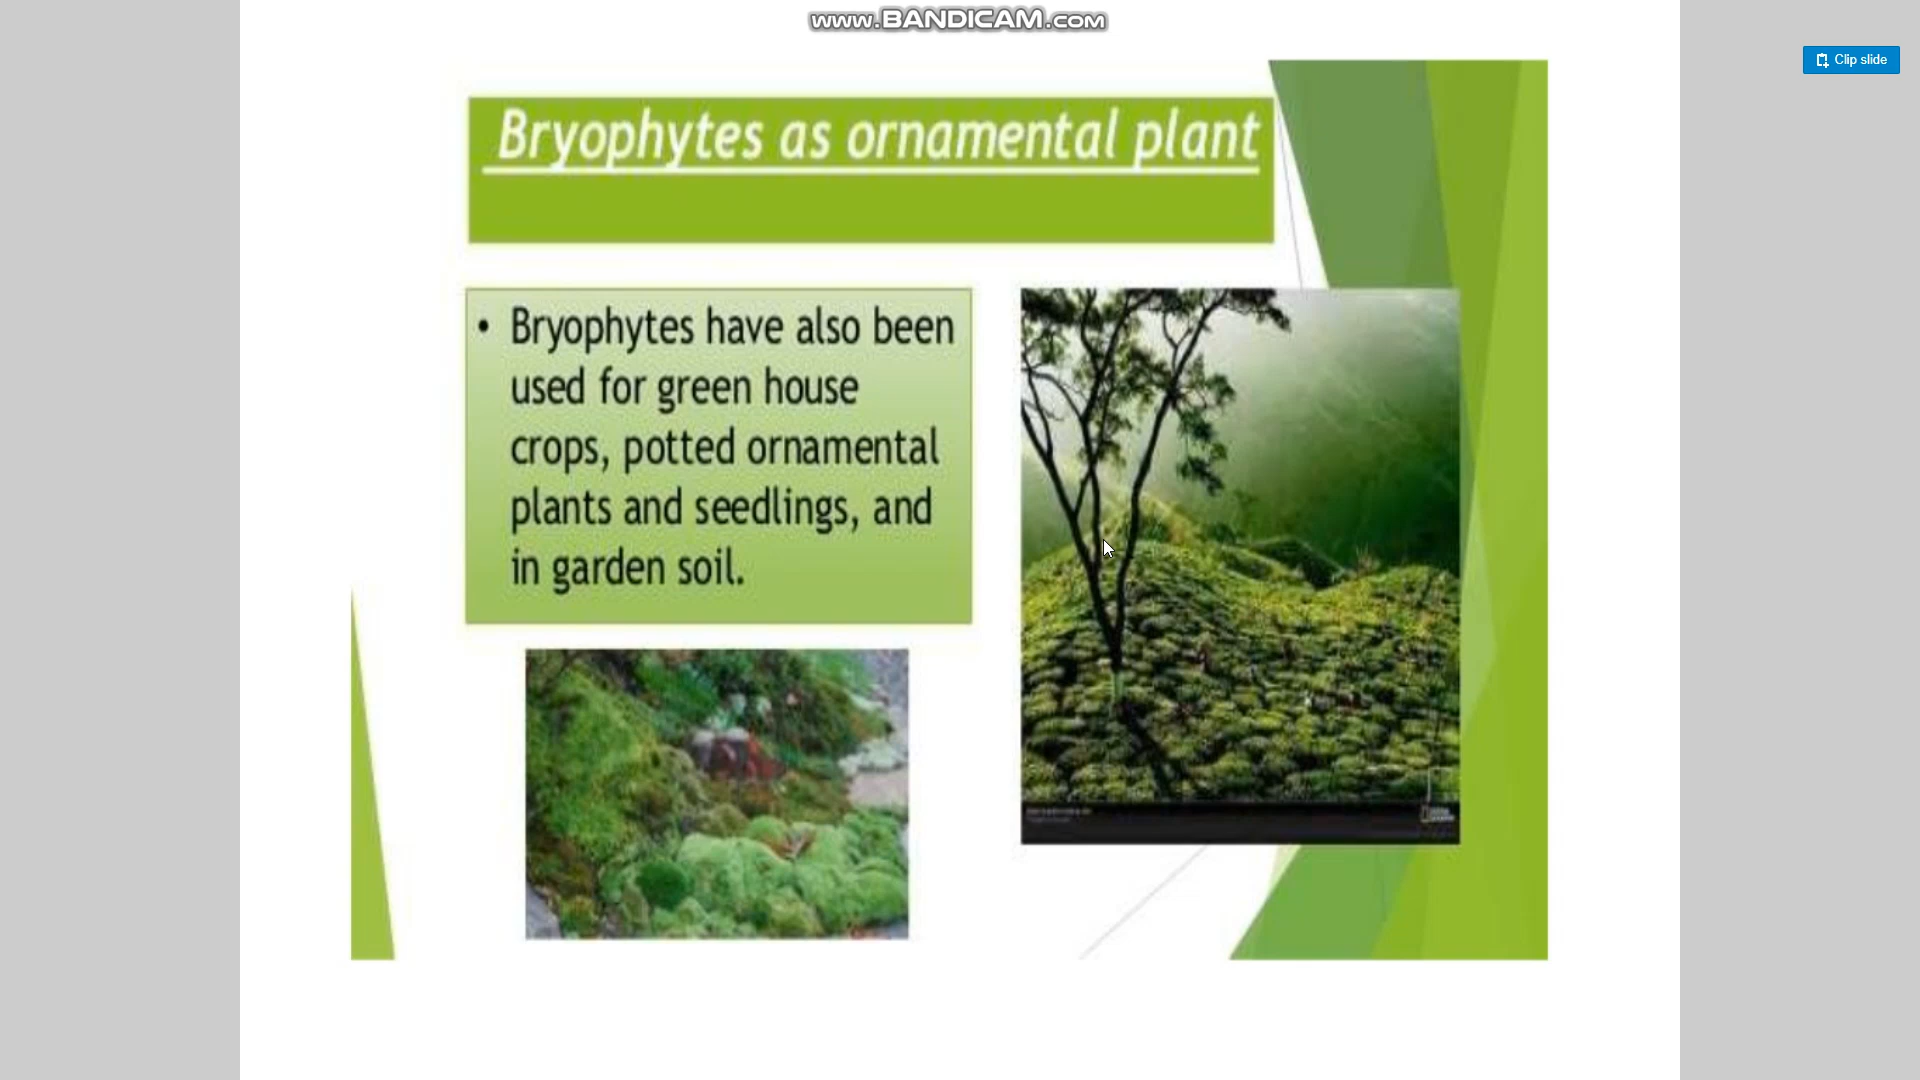 www.BANDICAM.com
Clip slide
Bryophytes as ornamental plant
• Bryophytes have also been
used for green house
crops, potted ornamental
plants and seedlings, and
in garden soil.